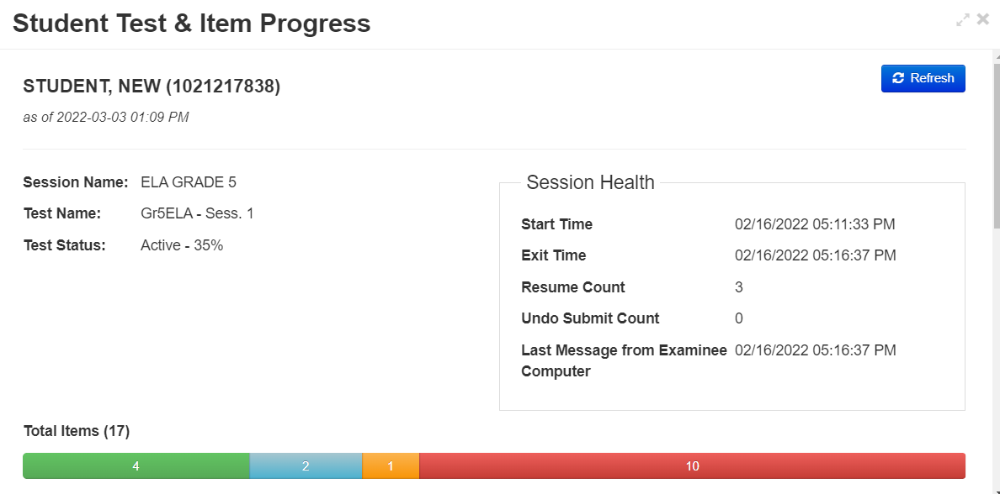 Student Test & Item Progress
STUDENT, NEW (1021217838)
Refresh
as of 2022-03-03 01:09 PM
Session Name: ELA GRADE 5
Test Name: Gr5ELA - Sess. 1
Test Status: Active - 35%
Session Health
Start Time 02/16/2022 05:11:33 PM
Exit Time 02/16/2022 05:16:37 PM
Resume Count 3
Undo Submit Count 0
Last Message from Examinee 02/16/2022 05:16:37 PM
Computer
Total Items (17)
4 2 1 10